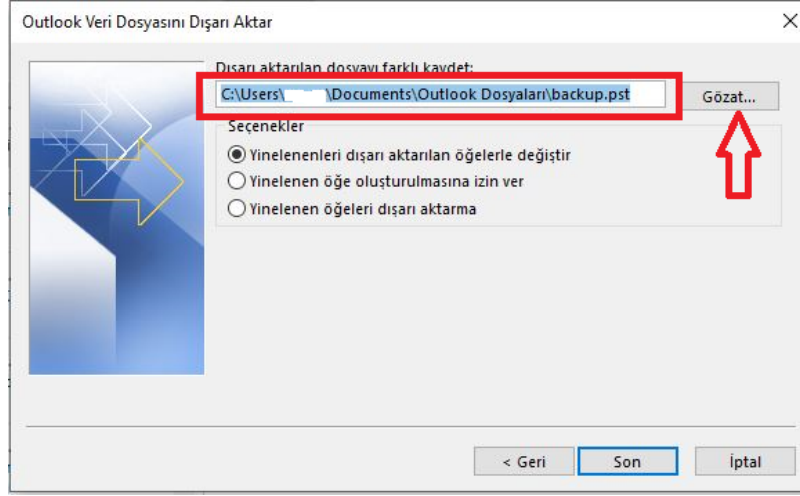 Outlook Veri Dosyasını Dışarı Aktar
Dışarı aktarılan dosyayı farklı kaydet:
C:\Users\ \Documents\Outlook Dosyaları\backup.pst
Gözat...
Seçenekler
Yinelenenleri dışarı aktarılan öğelerle değiştir
Yinelenen öğe oluşturulmasına izin ver
Yinelenen öğeleri dışarı aktarma
< Geri
Son
İptal